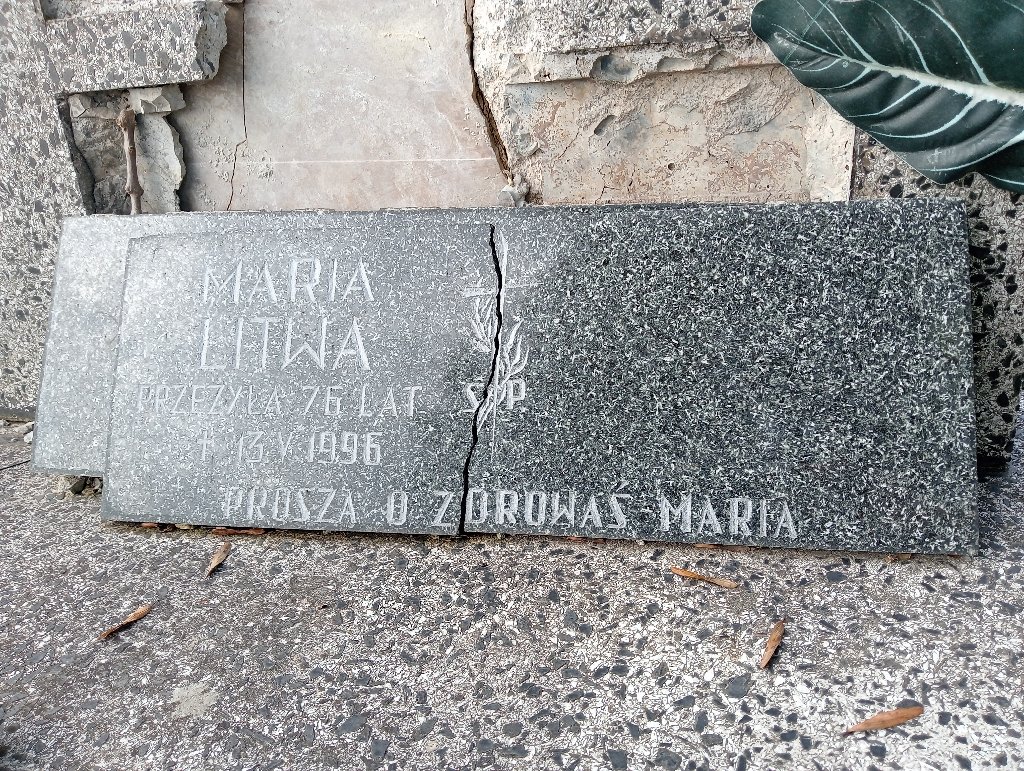 MARIA
LITWA
PRZEŻYŁA 76 LAT
† 13 V 1996
Ś.P.
PROSZĄ O ZDROWAŚ MARIA